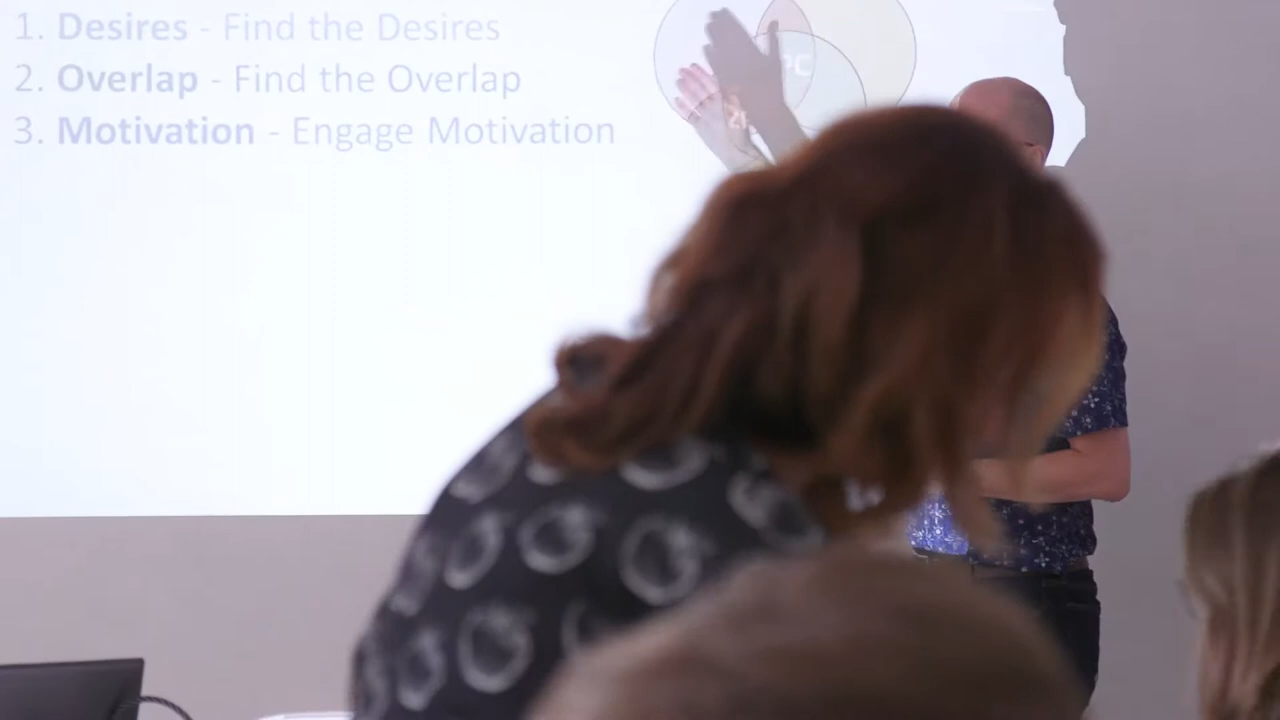 1. Desires - Find the Desires
2. Overlap - Find the Overlap
3. Motivation - Engage Motivation